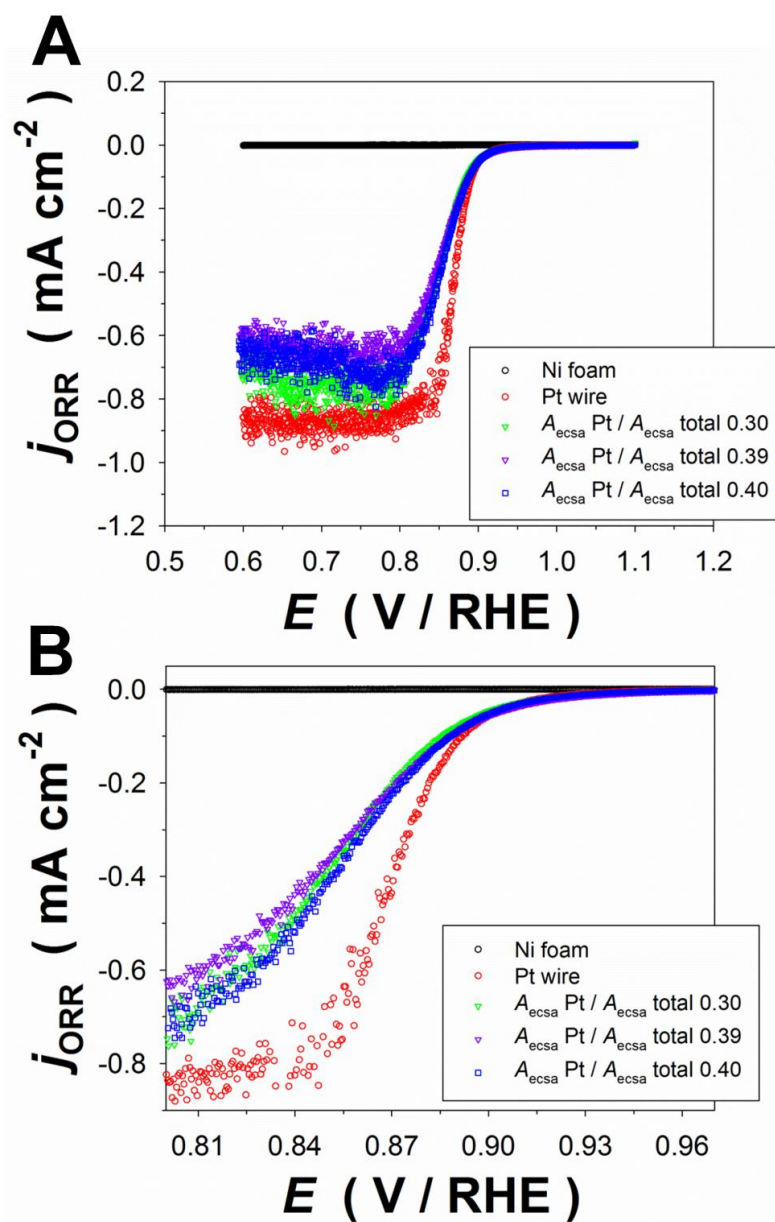 A
0.2
0.0
-0.2
-0.4
-0.6
-0.8
-1.0
-1.2
j ORR ( mA cm-2 )
Ni foam
Pt wire
Aecsa Pt / Aecsa total 0.30
Aecsa Pt / Aecsa total 0.39
Aecsa Pt / Aecsa total 0.40
0.5 0.6 0.7 0.8 0.9 1.0 1.1 1.2
E ( V / RHE )
B
0.0
-0.2
-0.4
-0.6
-0.8
j ORR ( mA cm-2 )
Ni foam
Pt wire
Aecsa Pt / Aecsa total 0.30
Aecsa Pt / Aecsa total 0.39
Aecsa Pt / Aecsa total 0.40
0.81 0.84 0.87 0.90 0.93 0.96
E ( V / RHE )